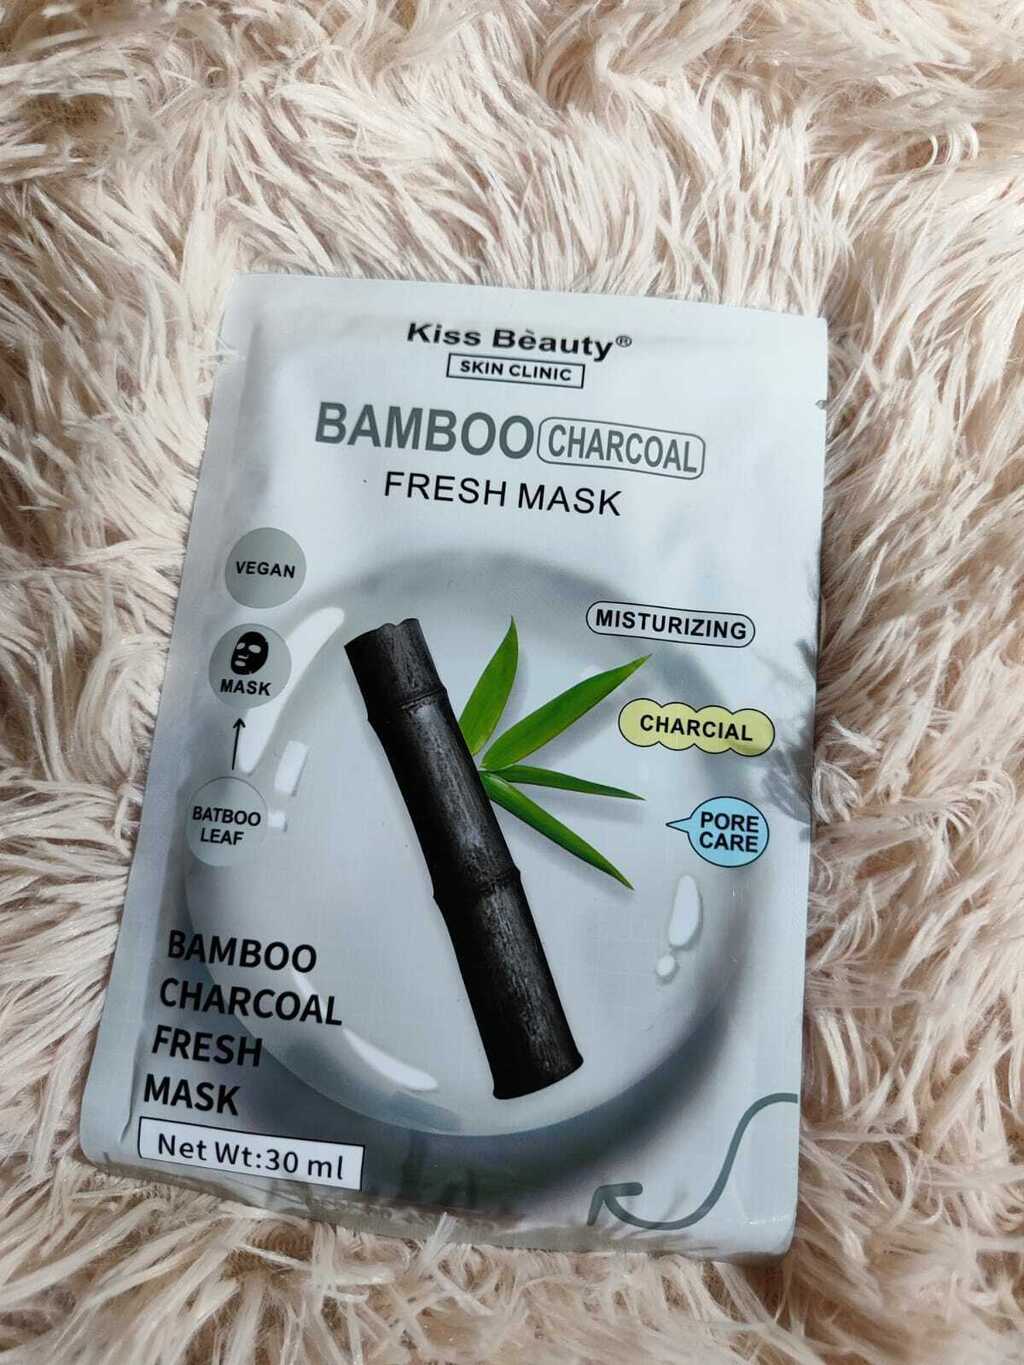 Kiss Bèauty®
SKIN CLINIC
BAMBOO CHARCOAL
FRESH MASK
VEGAN
MASK
BATBOO
LEAF
MISTURIZING
CHARCIAL
PORE
CARE
BAMBOO
CHARCOAL
FRESH
MASK
Net Wt:30 ml